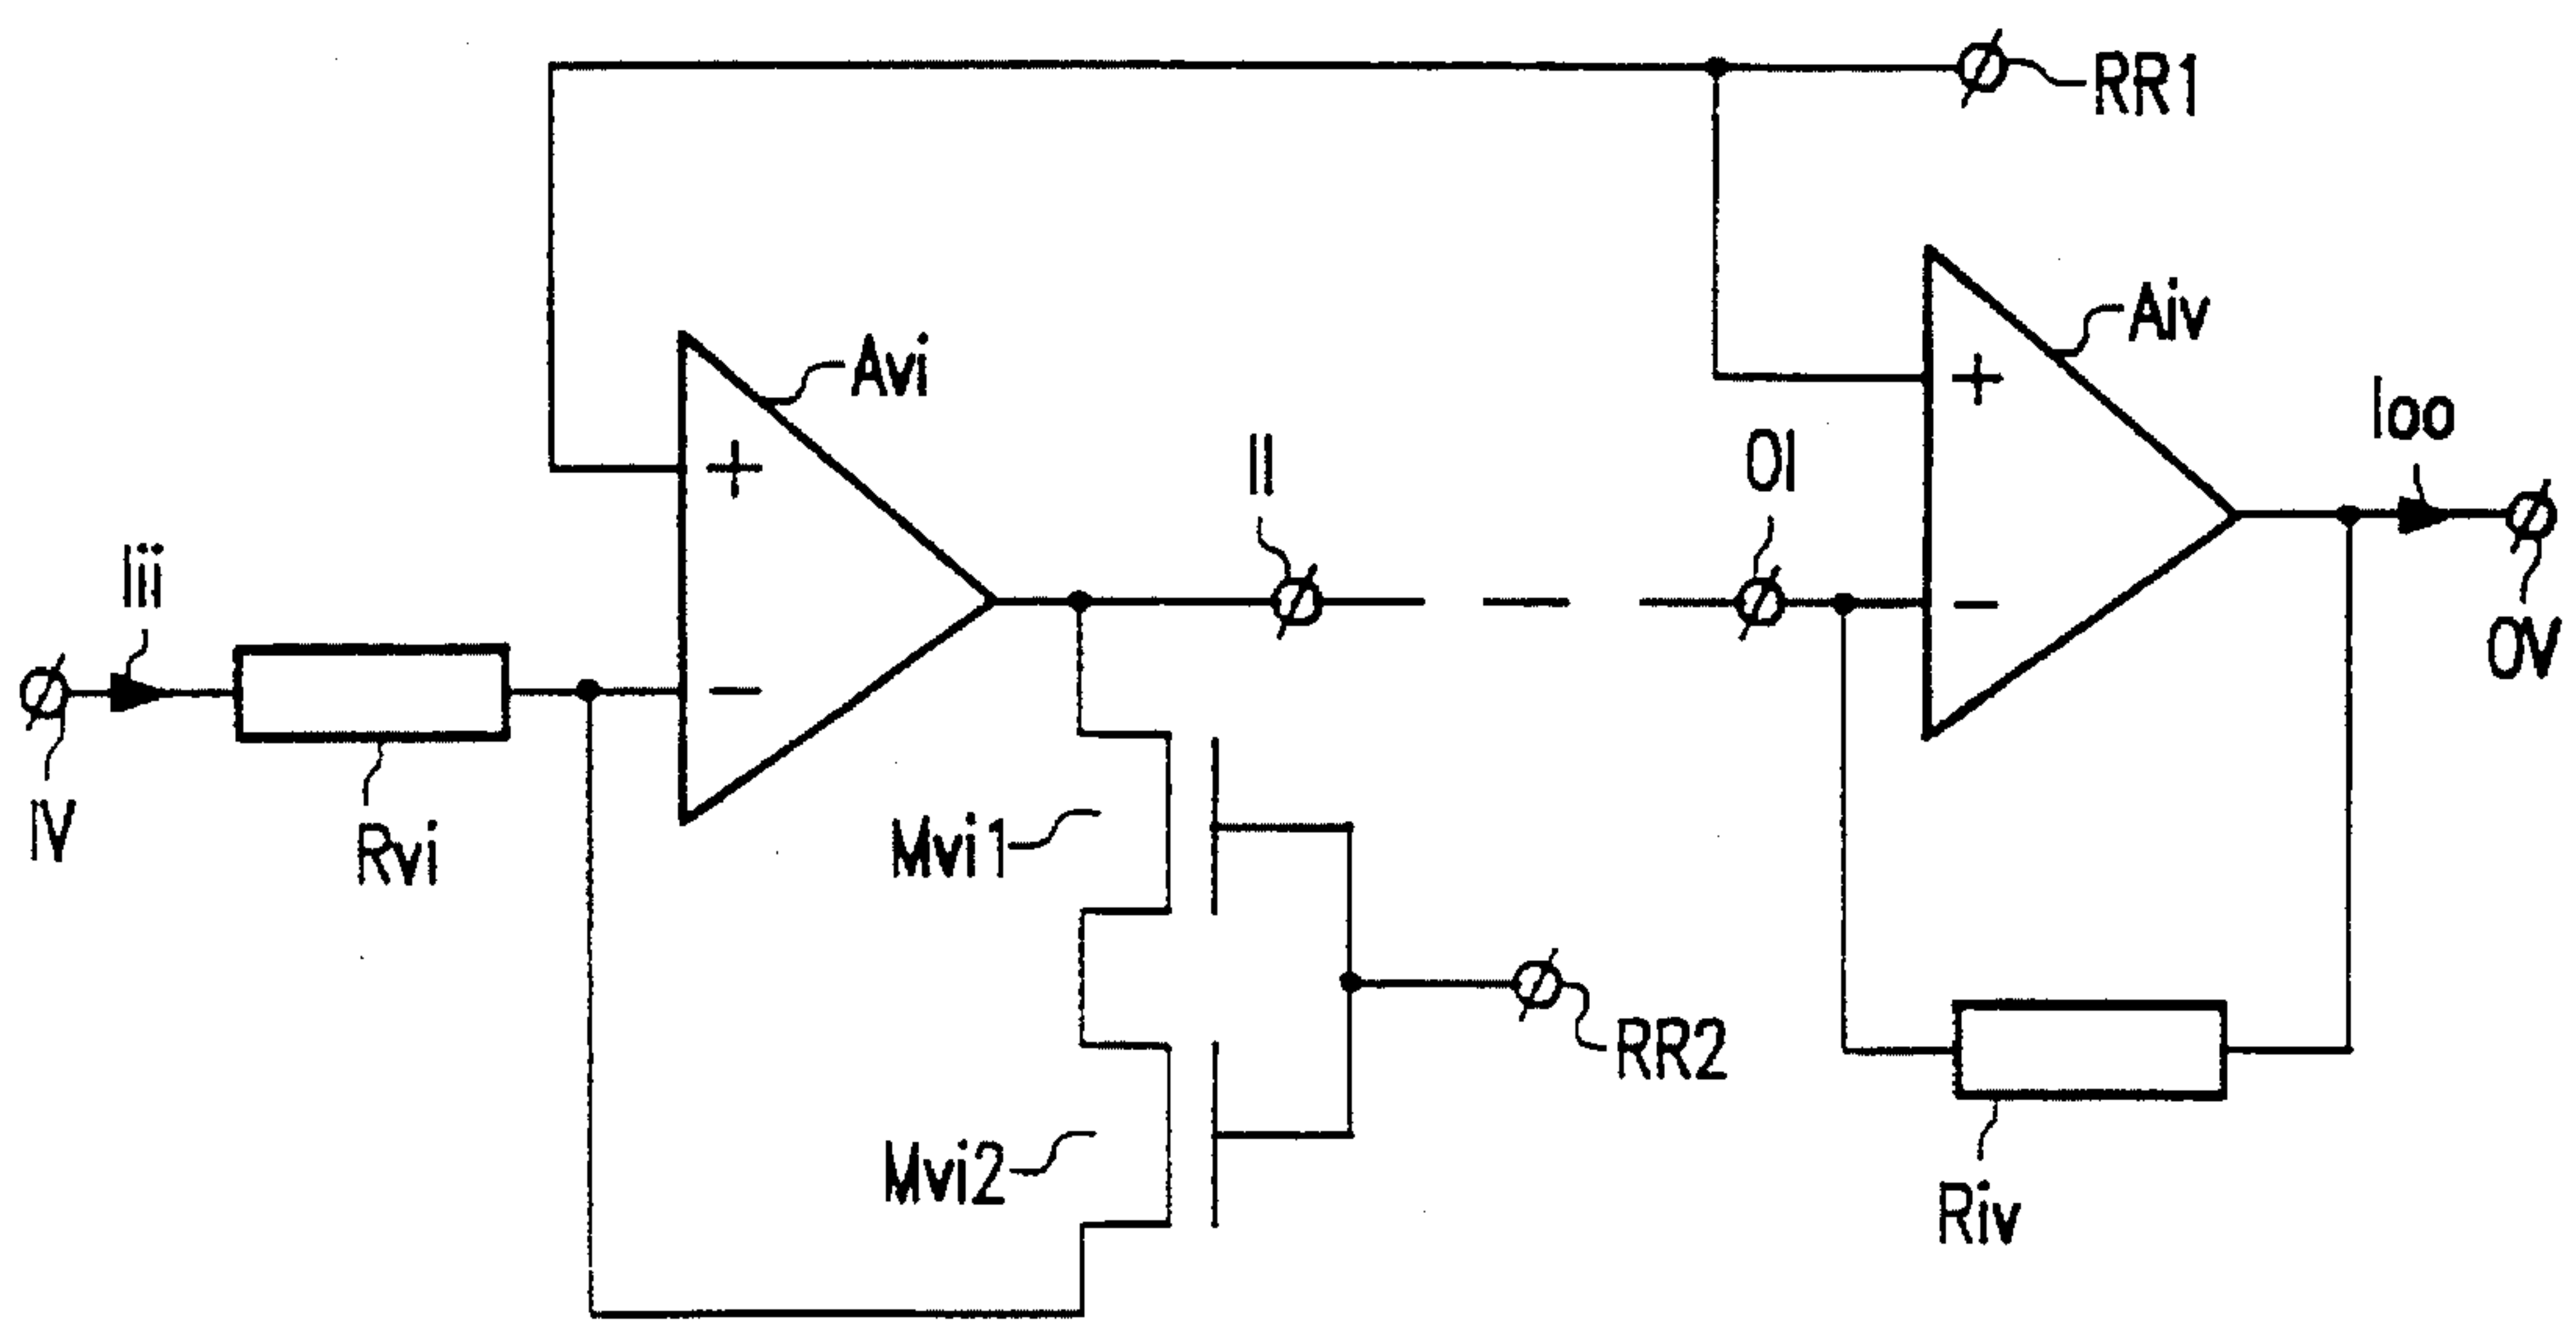 RR1
Aiv
Avi
Ioo
II
OI
Iii
+
+
−
−
OV
IV
Rvi
Mvi1
RR2
Mvi2
Riv